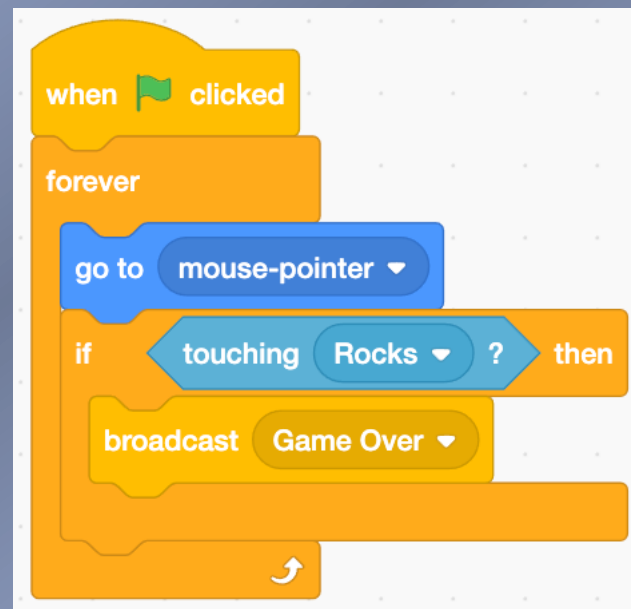 when clicked
forever
go to mouse-pointer
if touching Rocks ? then
broadcast Game Over